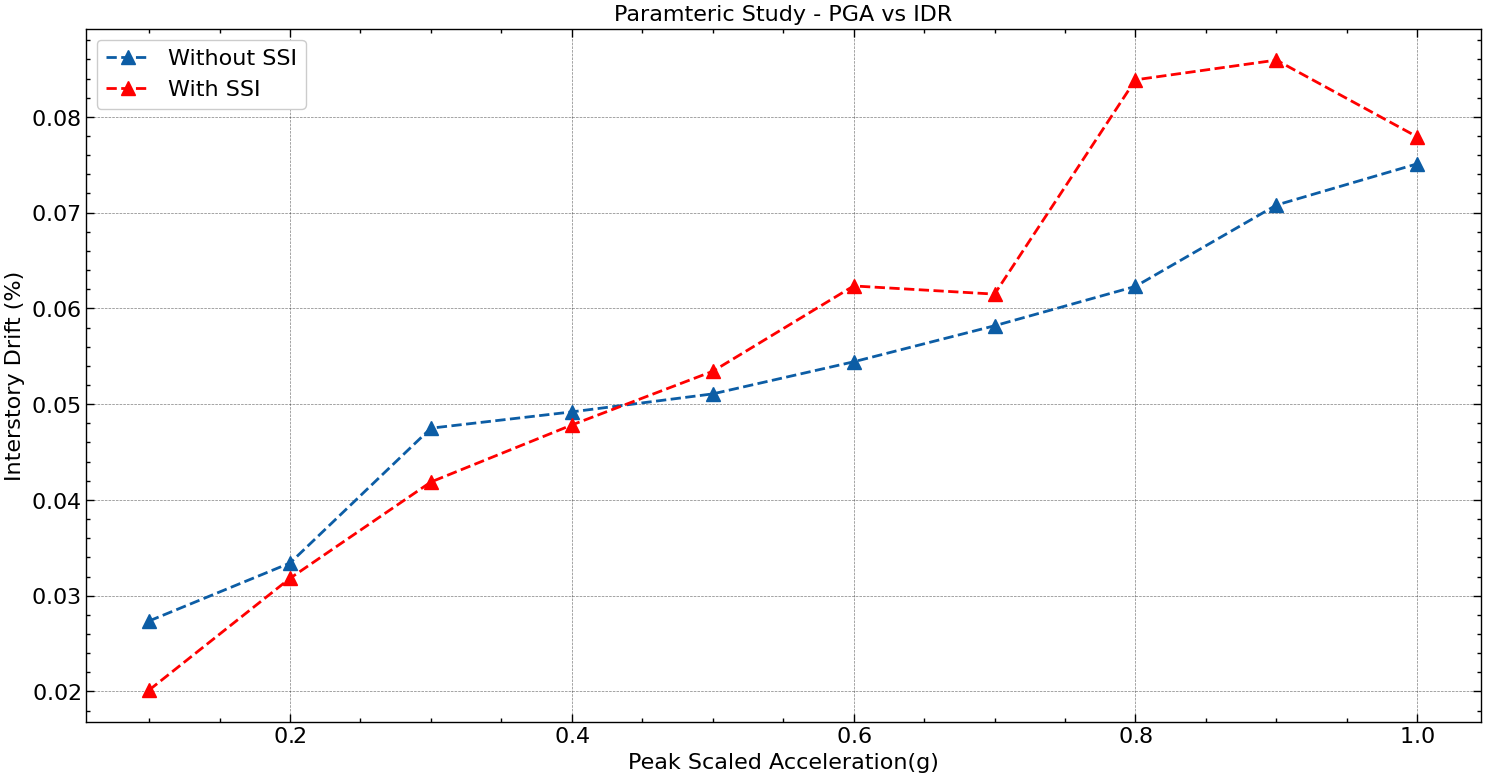 Paramteric Study - PGA vs IDR
Without SSI
With SSI
0.08
0.07
0.06
0.05
0.04
0.03
0.02
Interstory Drift (%)
0.2 0.4 0.6 0.8 1.0
Peak Scaled Acceleration(g)